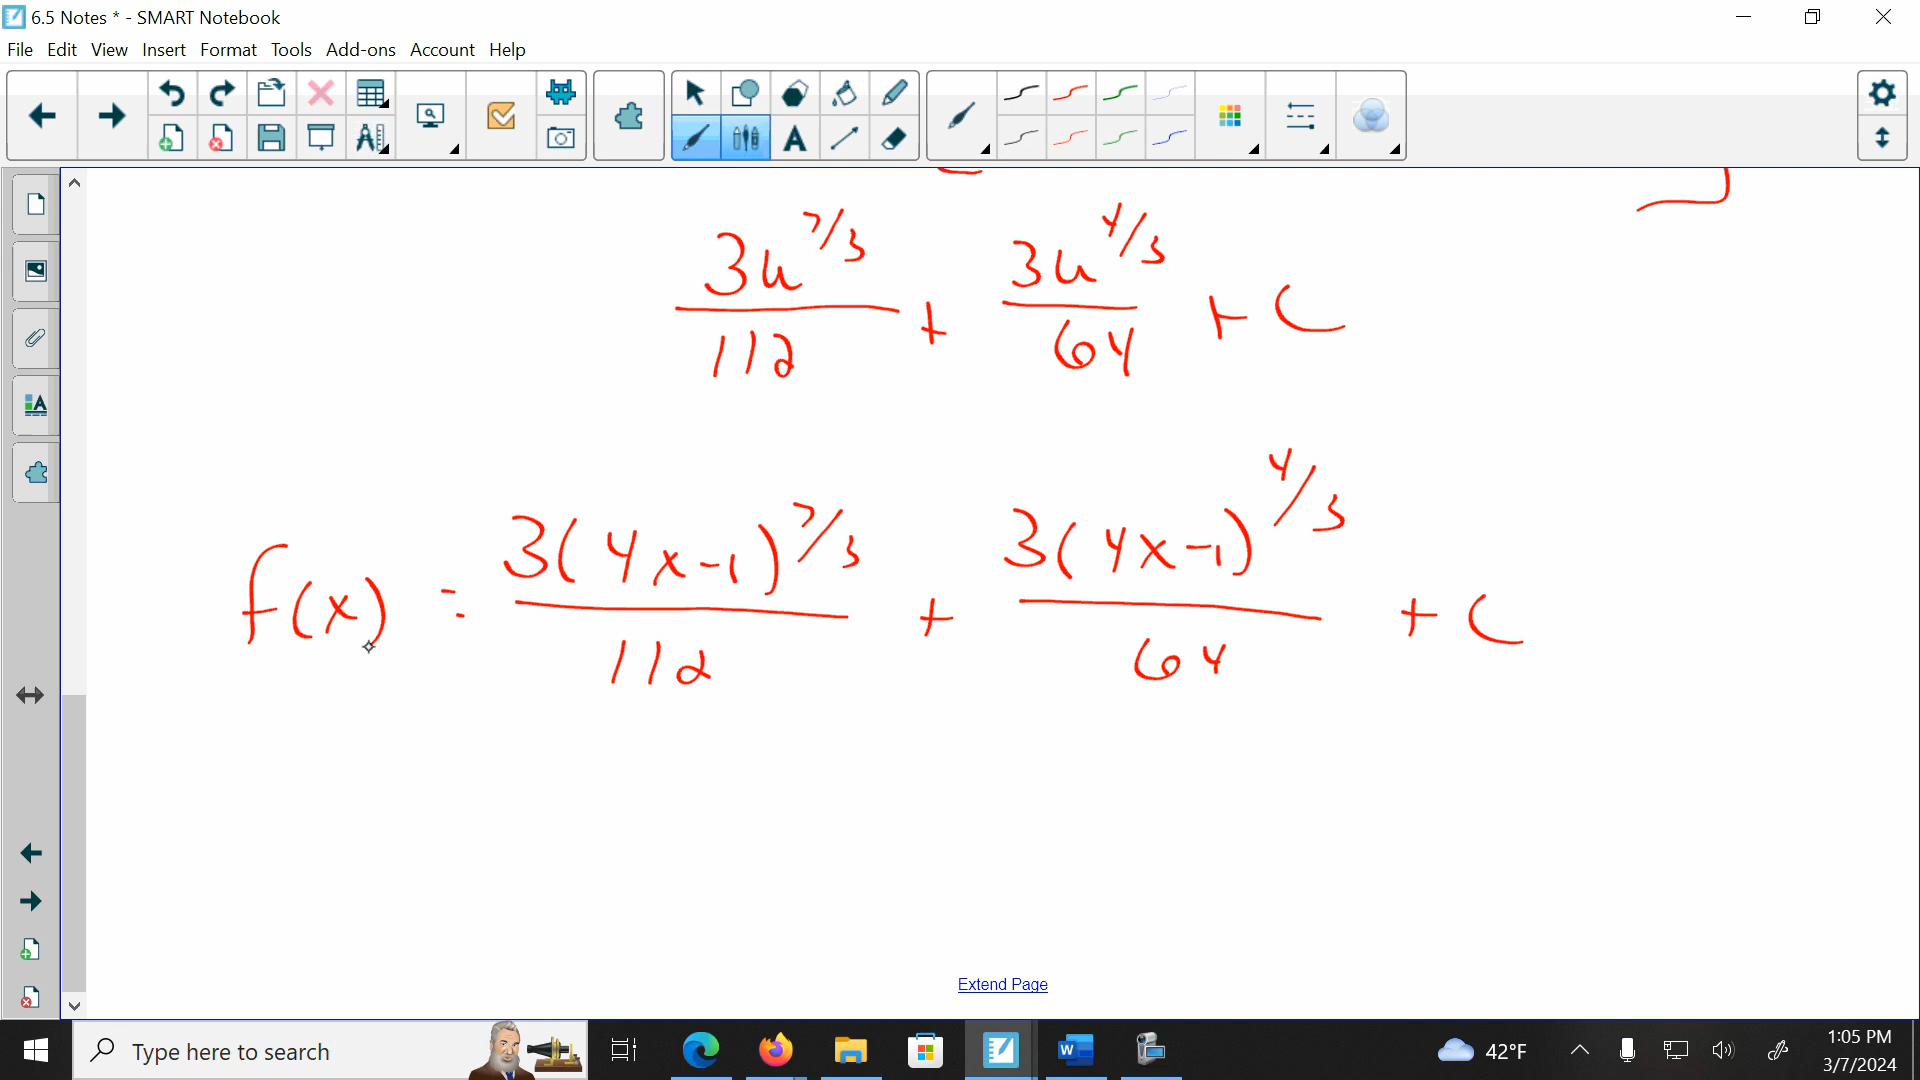 6.5 Notes * - SMART Notebook
File Edit View Insert Format Tools Add-ons Account Help
3u^(7/3)/112 + 3u^(4/3)/64 + C
f(x) = 3(4x-1)^(7/3)/112 + 3(4x-1)^(4/3)/64 + C
Extend Page
Type here to search
42°F
1:05 PM
3/7/2024